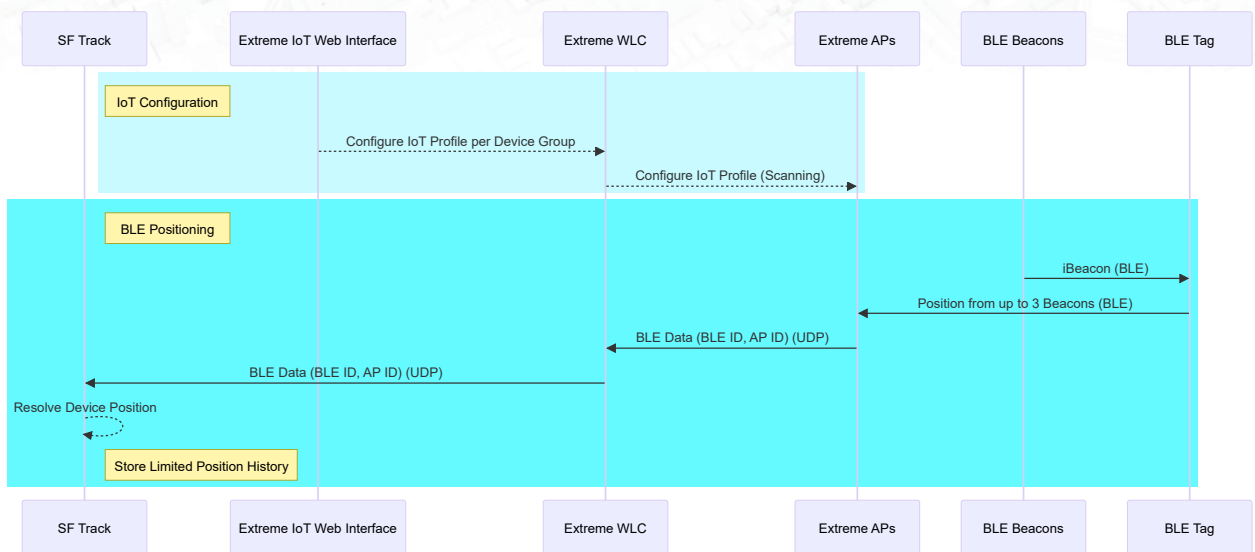 SF Track
Extreme IoT Web Interface
Extreme WLC
Extreme APs
BLE Beacons
BLE Tag
IoT Configuration
Configure IoT Profile per Device Group
Configure IoT Profile (Scanning)
BLE Positioning
iBeacon (BLE)
Position from up to 3 Beacons (BLE)
BLE Data (BLE ID, AP ID) (UDP)
BLE Data (BLE ID, AP ID) (UDP)
Resolve Device Position
Store Limited Position History
SF Track
Extreme IoT Web Interface
Extreme WLC
Extreme APs
BLE Beacons
BLE Tag